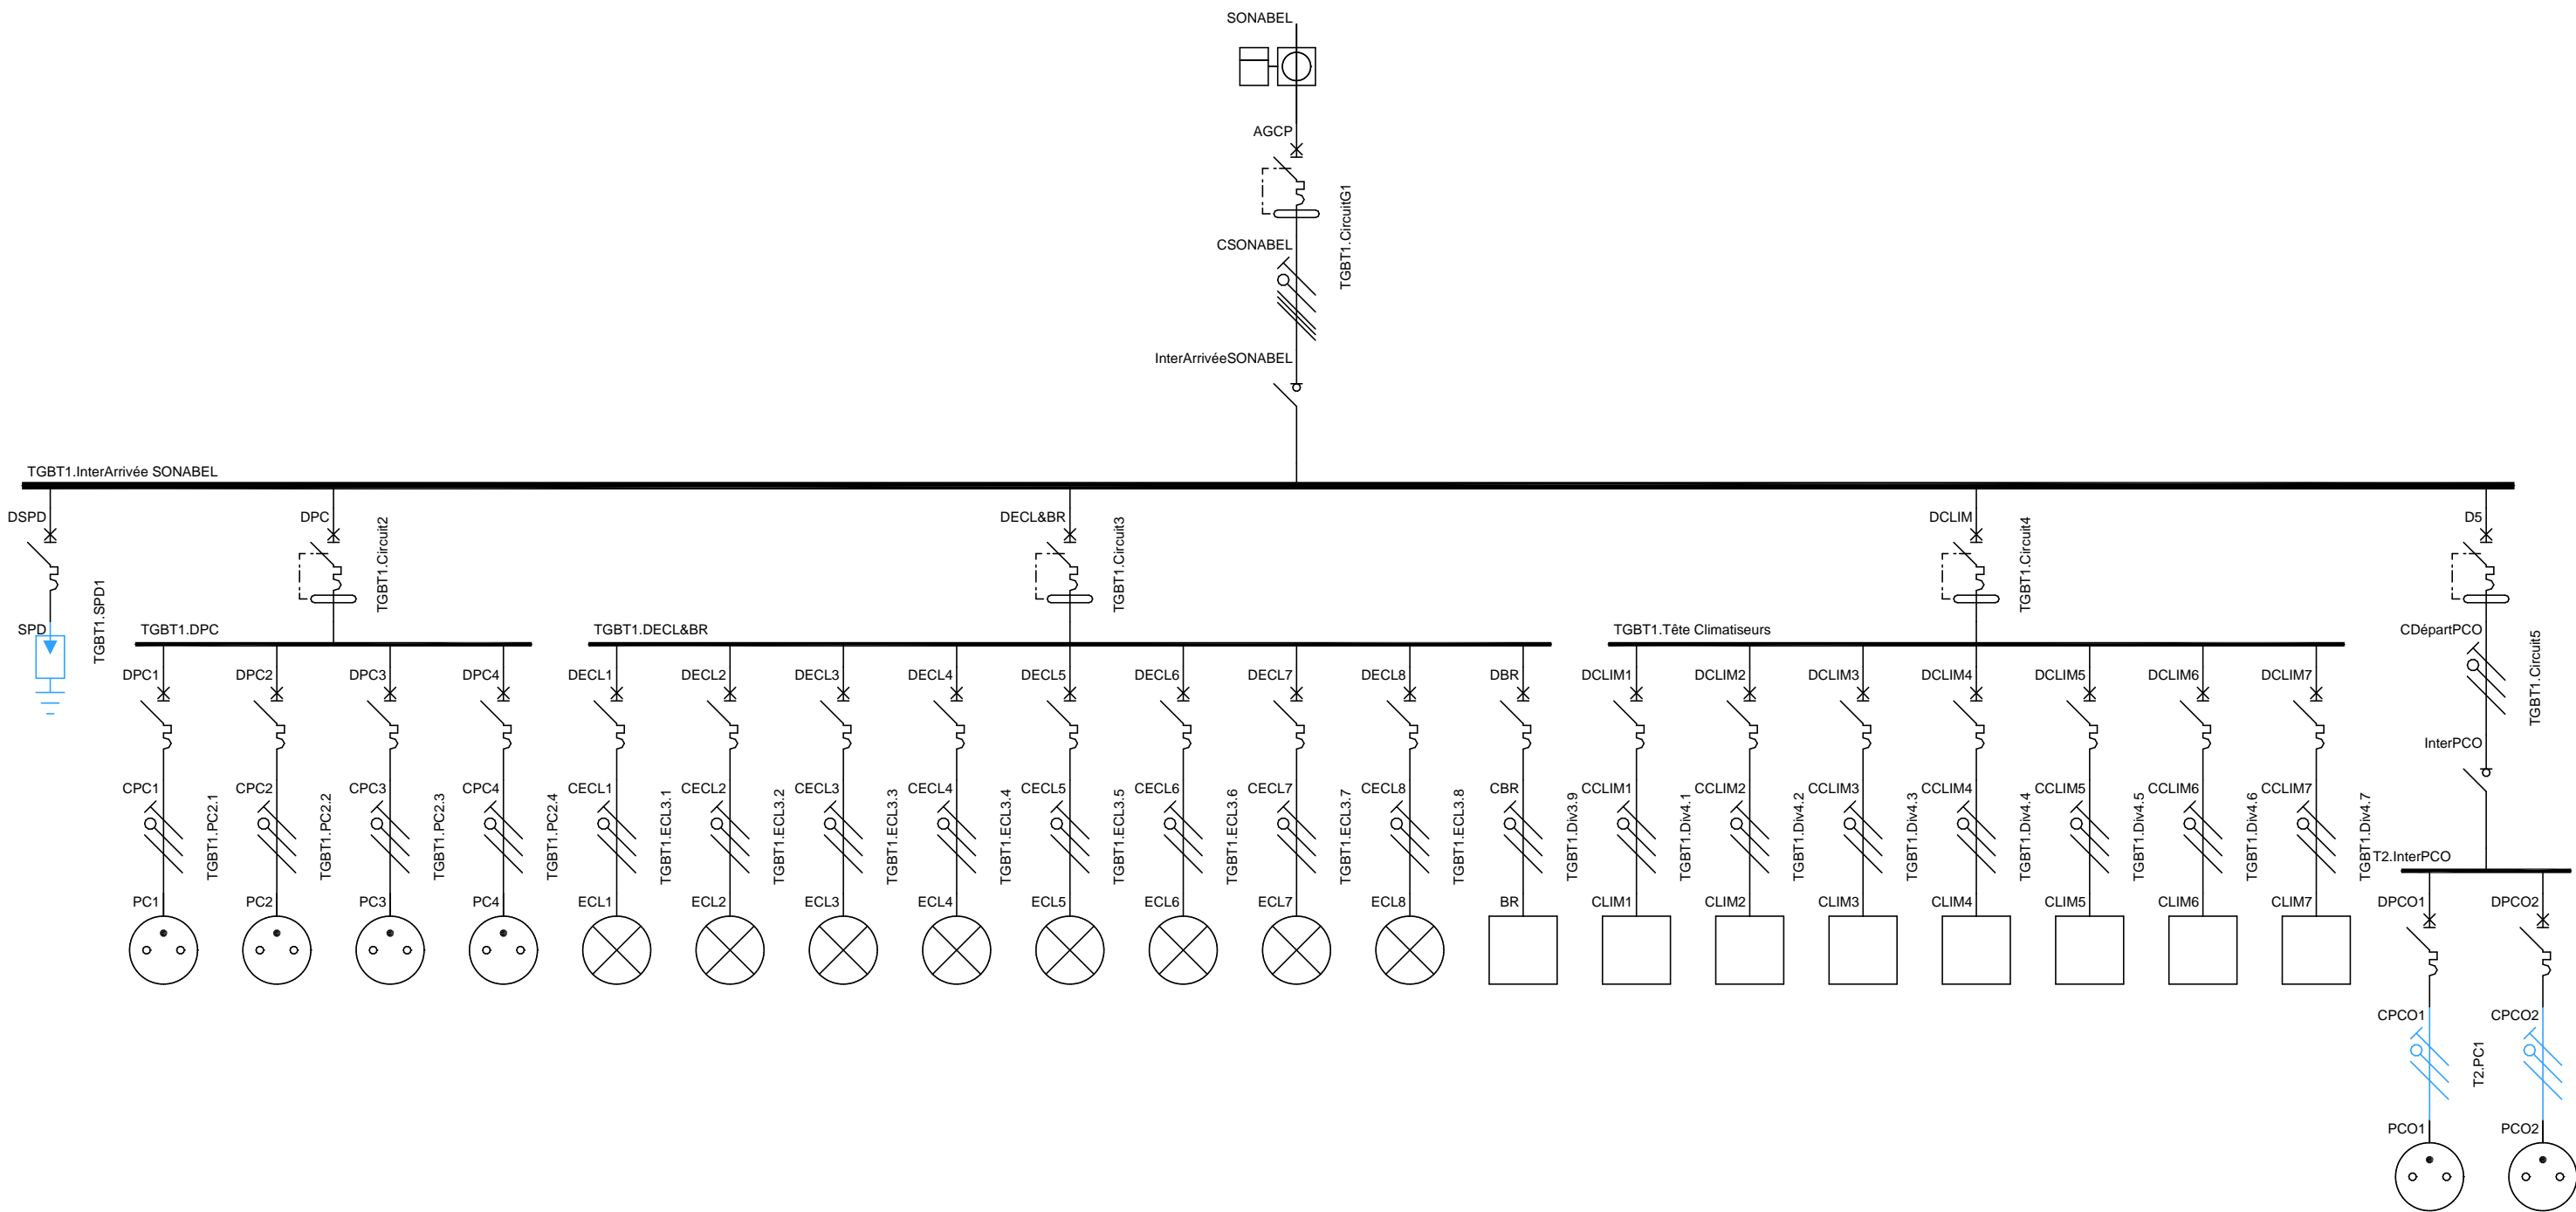 SONABEL
AGCP
TGBT1.CircuitG1
CSONABEL
InterArrivéeSONABEL
TGBT1.InterArrivée SONABEL
DSPD
DPC
TGBT1.Circuit2
DECL&BR
TGBT1.Circuit3
DCLIM
TGBT1.Circuit4
D5
TGBT1.SPD1
SPD
TGBT1.DPC
TGBT1.DECL&BR
TGBT1.Tête Climatiseurs
CDépartPCO
TGBT1.Circuit5
DPC1
DPC2
DPC3
DPC4
DECL1
DECL2
DECL3
DECL4
DECL5
DECL6
DECL7
DECL8
DBR
DCLIM1
DCLIM2
DCLIM3
DCLIM4
DCLIM5
DCLIM6
DCLIM7
InterPCO
CPC1
TGBT1.PC2.1
CPC2
TGBT1.PC2.2
CPC3
TGBT1.PC2.3
CPC4
TGBT1.PC2.4
CECL1
TGBT1.ECL3.1
CECL2
TGBT1.ECL3.2
CECL3
TGBT1.ECL3.3
CECL4
TGBT1.ECL3.4
CECL5
TGBT1.ECL3.5
CECL6
TGBT1.ECL3.6
CECL7
TGBT1.ECL3.7
CECL8
TGBT1.ECL3.8
CBR
TGBT1.Div3.9
CCLIM1
TGBT1.Div4.1
CCLIM2
TGBT1.Div4.2
CCLIM3
TGBT1.Div4.3
CCLIM4
TGBT1.Div4.4
CCLIM5
TGBT1.Div4.5
CCLIM6
TGBT1.Div4.6
CCLIM7
TGBT1.Div4.7
T2.InterPCO
PC1
PC2
PC3
PC4
ECL1
ECL2
ECL3
ECL4
ECL5
ECL6
ECL7
ECL8
BR
CLIM1
CLIM2
CLIM3
CLIM4
CLIM5
CLIM6
CLIM7
DPCO1
DPCO2
CPCO1
T2.PC1
CPCO2
PCO1
PCO2